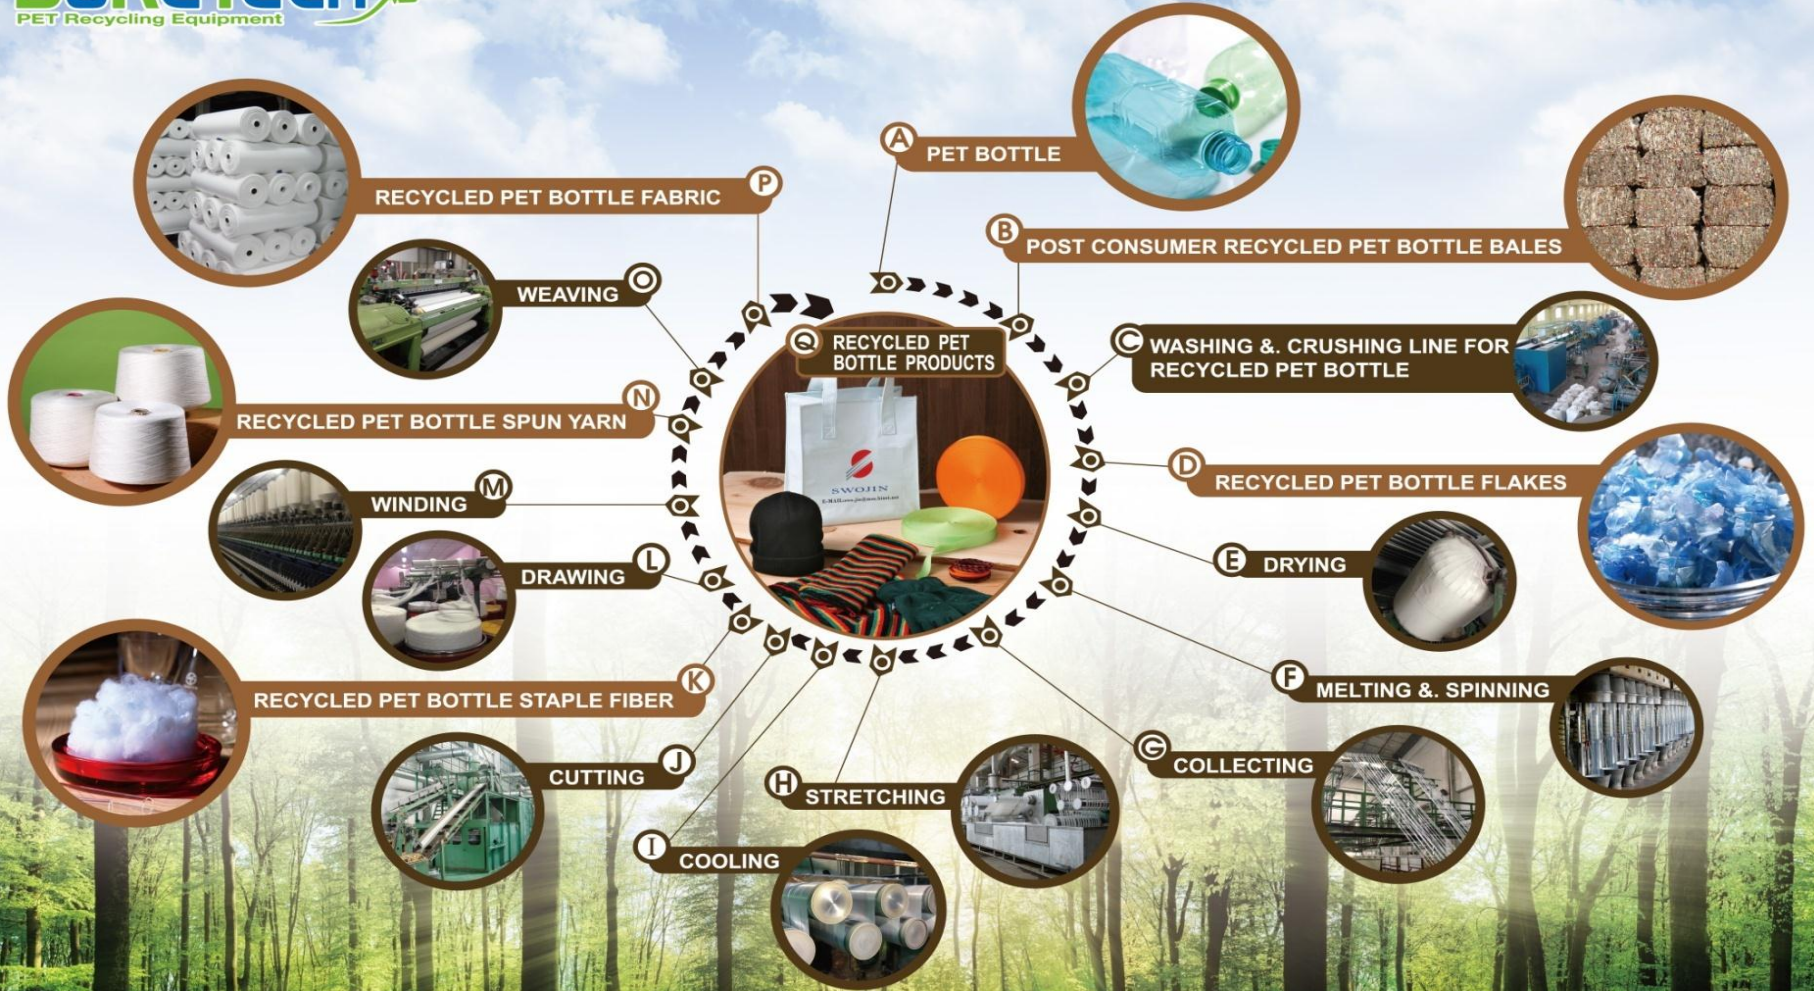 PET Recycling Equipment
A PET BOTTLE
B POST CONSUMER RECYCLED PET BOTTLE BALES
C WASHING &. CRUSHING LINE FOR
RECYCLED PET BOTTLE
D RECYCLED PET BOTTLE FLAKES
E DRYING
F MELTING &. SPINNING
G COLLECTING
H STRETCHING
I COOLING
J CUTTING
K RECYCLED PET BOTTLE STAPLE FIBER
L DRAWING
M WINDING
N RECYCLED PET BOTTLE SPUN YARN
O WEAVING
P RECYCLED PET BOTTLE FABRIC
Q RECYCLED PET
BOTTLE PRODUCTS
SWOJIN